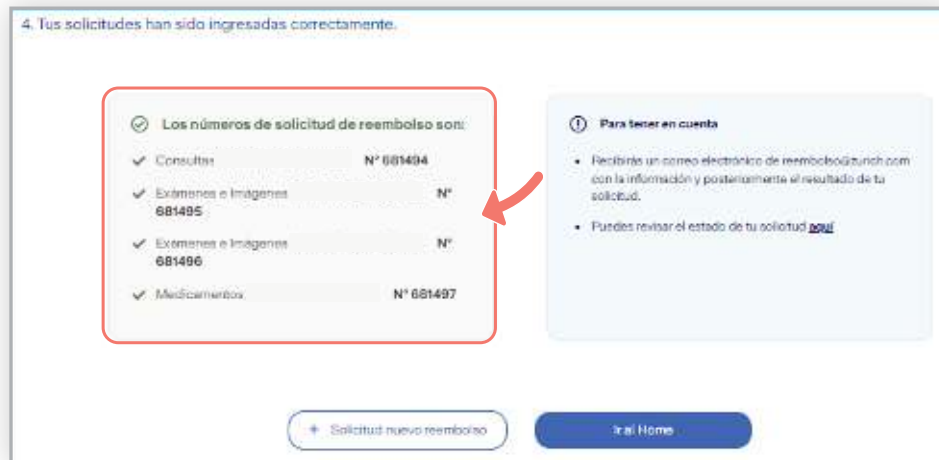 4. Tus solicitudes han sido ingresadas correctamente.
Los números de solicitud de reembolso son:
Consultas N° 681494
Exámenes e Imágenes N°
681495
Exámenes e Imágenes N°
681496
Medicamentos N° 681497
Para tener en cuenta
Recibirás un correo electrónico de reembolso@zurich.com
con la información y posteriormente el resultado de tu
solicitud.
Puedes revisar el estado de tu solicitud aquí
+ Solicitud nuevo reembolso
Ir al Home